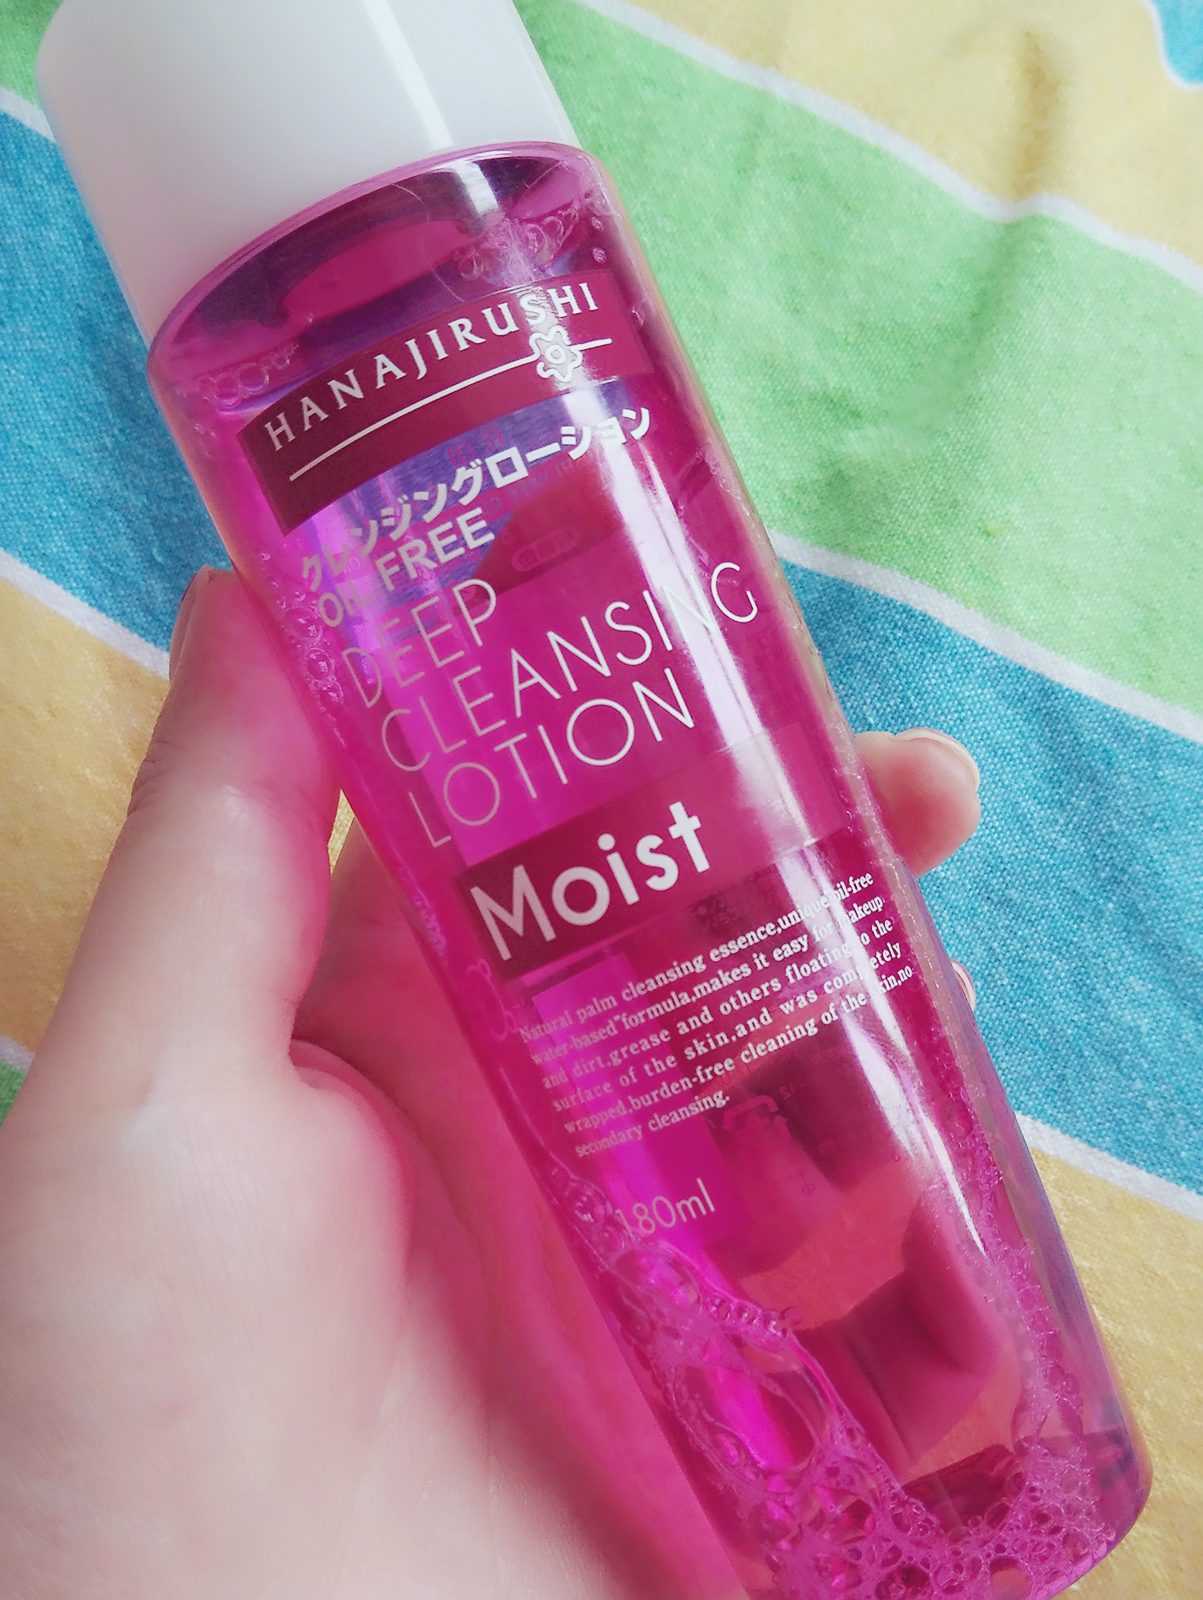 HANAJIRUSHI
クレンジングローション
OIL FREE
DEEP
CLEANSING
LOTION
Moist
Natural palm cleansing essence,unique oil-free
water-based"formula,makes it easy for makeup
and dirt,grease and others floating to the
surface of the skin,and was completely
wrapped,burden-free cleaning of the skin,no
secondary cleansing.
180ml